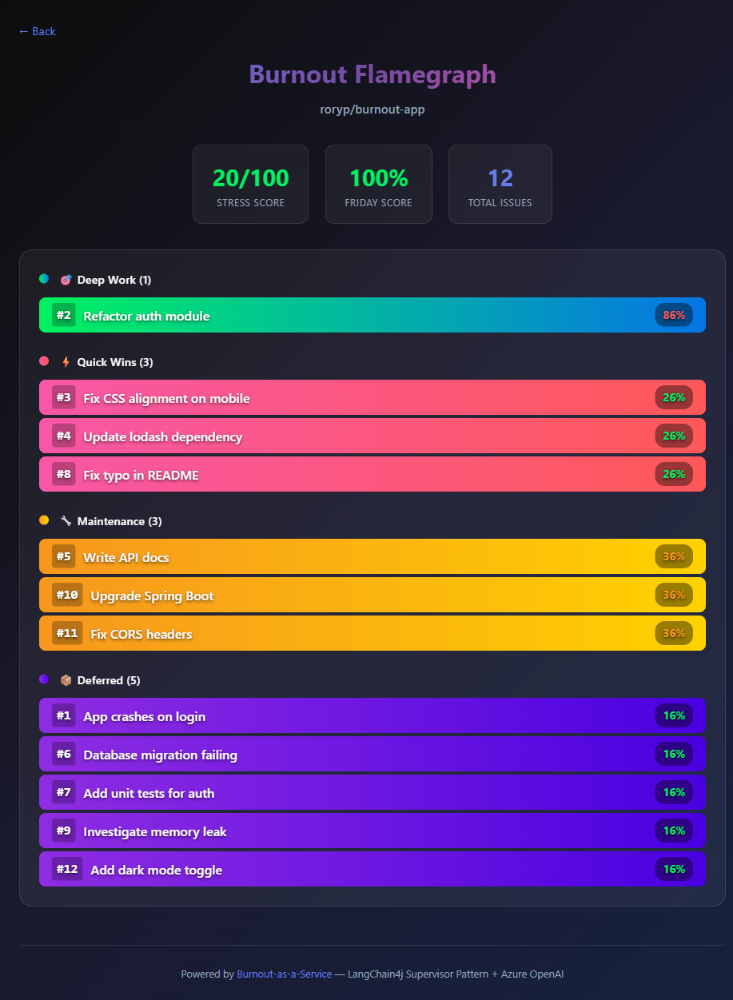 ← Back
Burnout Flamegraph
roryp/burnout-app
20/100
STRESS SCORE
100%
FRIDAY SCORE
12
TOTAL ISSUES
🎯 Deep Work (1)
#2 Refactor auth module 86%
⚡ Quick Wins (3)
#3 Fix CSS alignment on mobile 26%
#4 Update lodash dependency 26%
#8 Fix typo in README 26%
🔧 Maintenance (3)
#5 Write API docs 36%
#10 Upgrade Spring Boot 36%
#11 Fix CORS headers 36%
📦 Deferred (5)
#1 App crashes on login 16%
#6 Database migration failing 16%
#7 Add unit tests for auth 16%
#9 Investigate memory leak 16%
#12 Add dark mode toggle 16%
Powered by Burnout-as-a-Service — LangChain4j Supervisor Pattern + Azure OpenAI